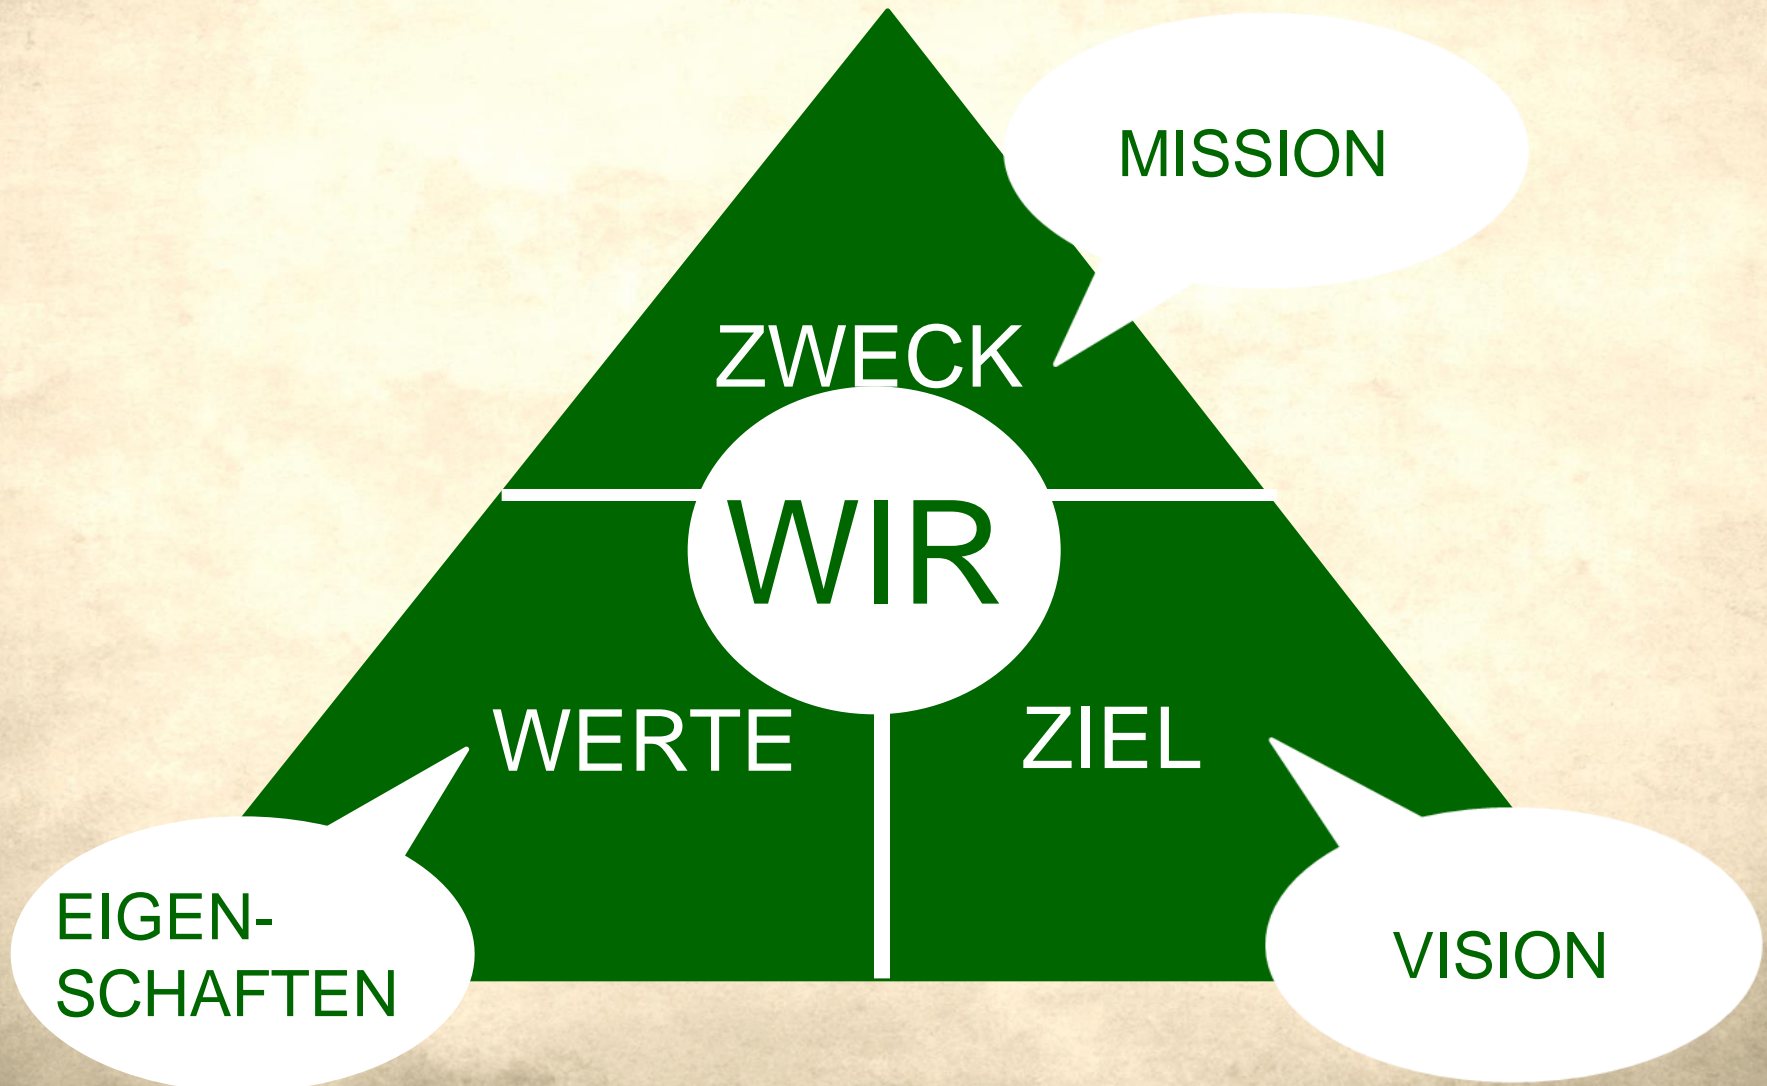 MISSION
ZWECK
WIR
WERTE
ZIEL
EIGEN-
SCHAFTEN
VISION